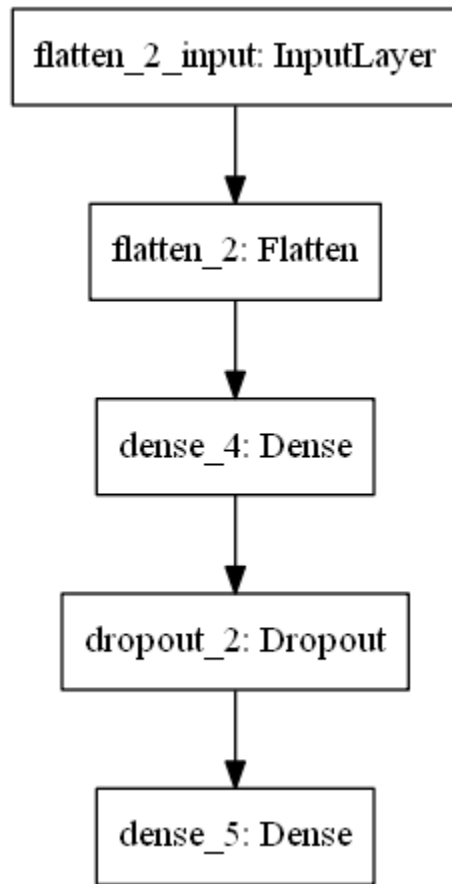 flatten_2_input: InputLayer
flatten_2: Flatten
dense_4: Dense
dropout_2: Dropout
dense_5: Dense